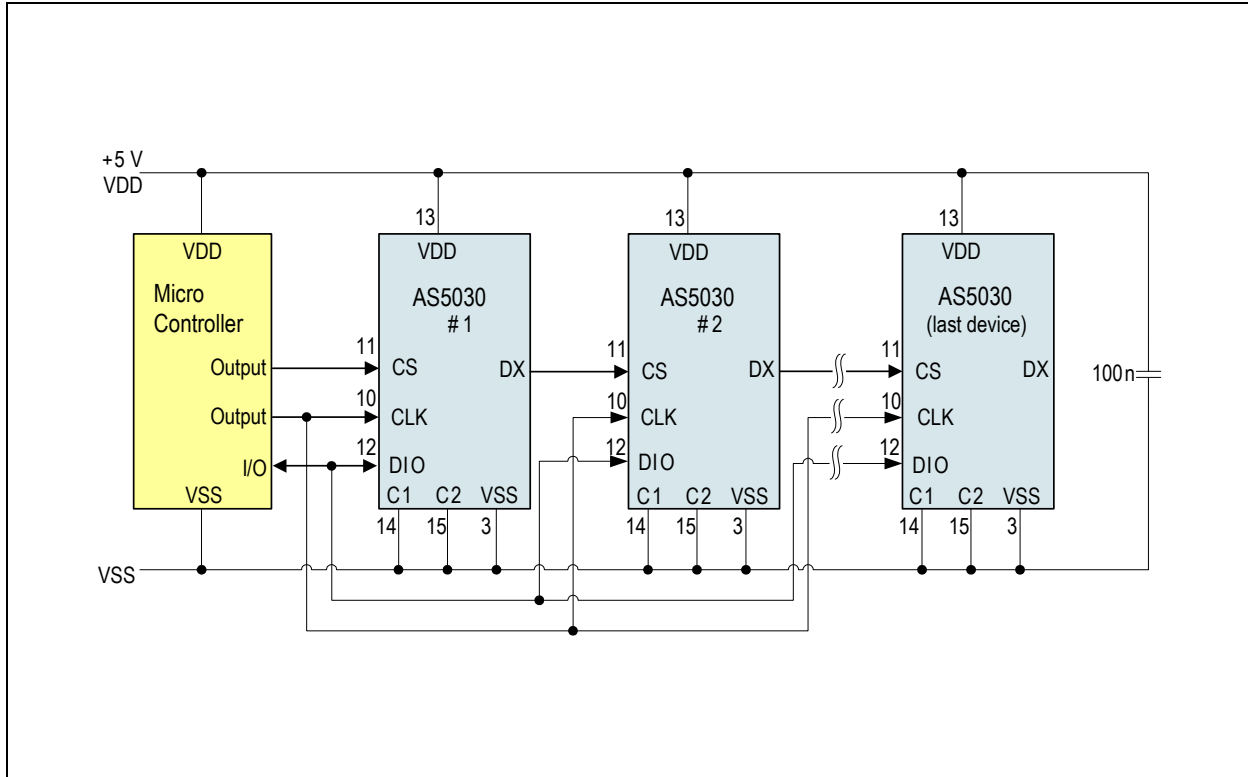 +5 V
VDD
13
13
13
VDD
VDD
VDD
VDD
Micro
Controller
AS5030
#1
AS5030
#2
AS5030
(last device)
Output
11
CS
DX
11
CS
DX
11
CS
DX
100n
Output
10
CLK
10
CLK
10
CLK
I/O
12
DIO
12
DIO
12
DIO
VSS
C1
C2
VSS
C1
C2
VSS
C1
C2
VSS
14
15
3
14
15
3
14
15
3
VSS